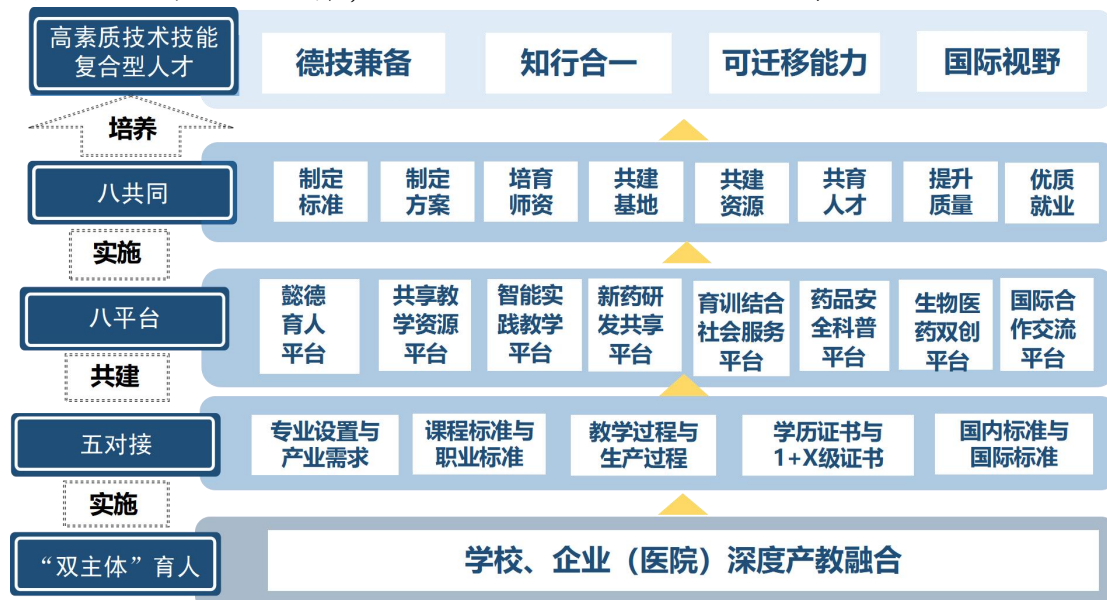 高素质技术技能
复合型人才
德技兼备
知行合一
可迁移能力
国际视野
培养
八共同
制定
标准
制定
方案
培育
师资
共建
基地
共建
资源
共育
人才
提升
质量
优质
就业
实施
八平台
懿德
育人
平台
共享教
学资源
平台
智能实
践教学
平台
新药研
发共享
平台
育训结合
社会服务
平台
药品安
全科普
平台
生物医
药双创
平台
国际合
作交流
平台
共建
五对接
专业设置与
产业需求
课程标准与
职业标准
教学过程与
生产过程
学历证书与
1+X级证书
国内标准与
国际标准
实施
“双主体”育人
学校、企业（医院）深度产教融合